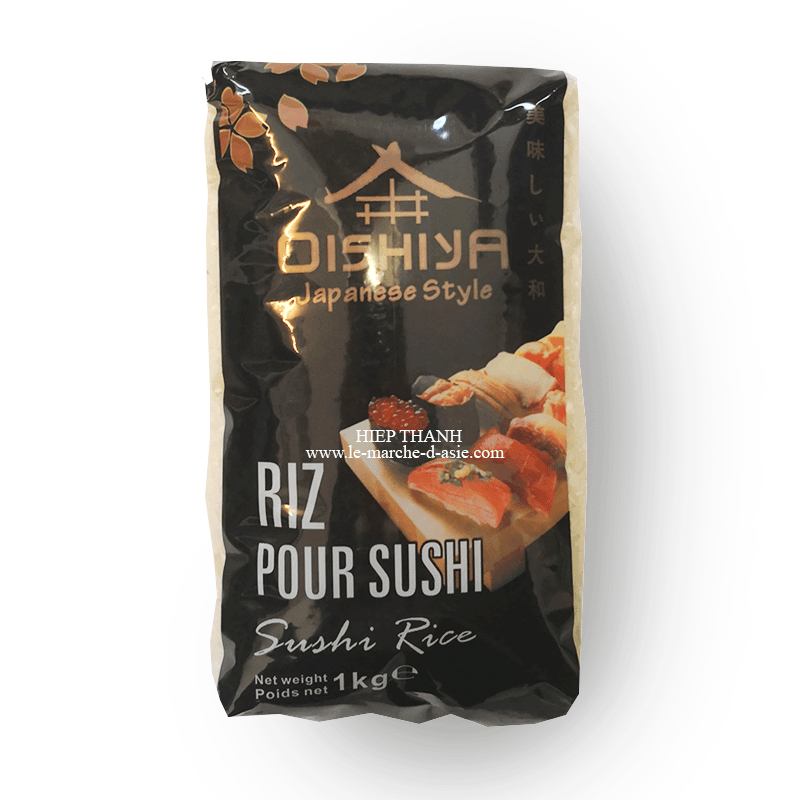 美味しい大和
OISHIYA
Japanese Style
HIEP THANH
www.le-marche-d-asie.com
RIZ
POUR SUSHI
Sushi Rice
Net weight
Poids net 1kg℮